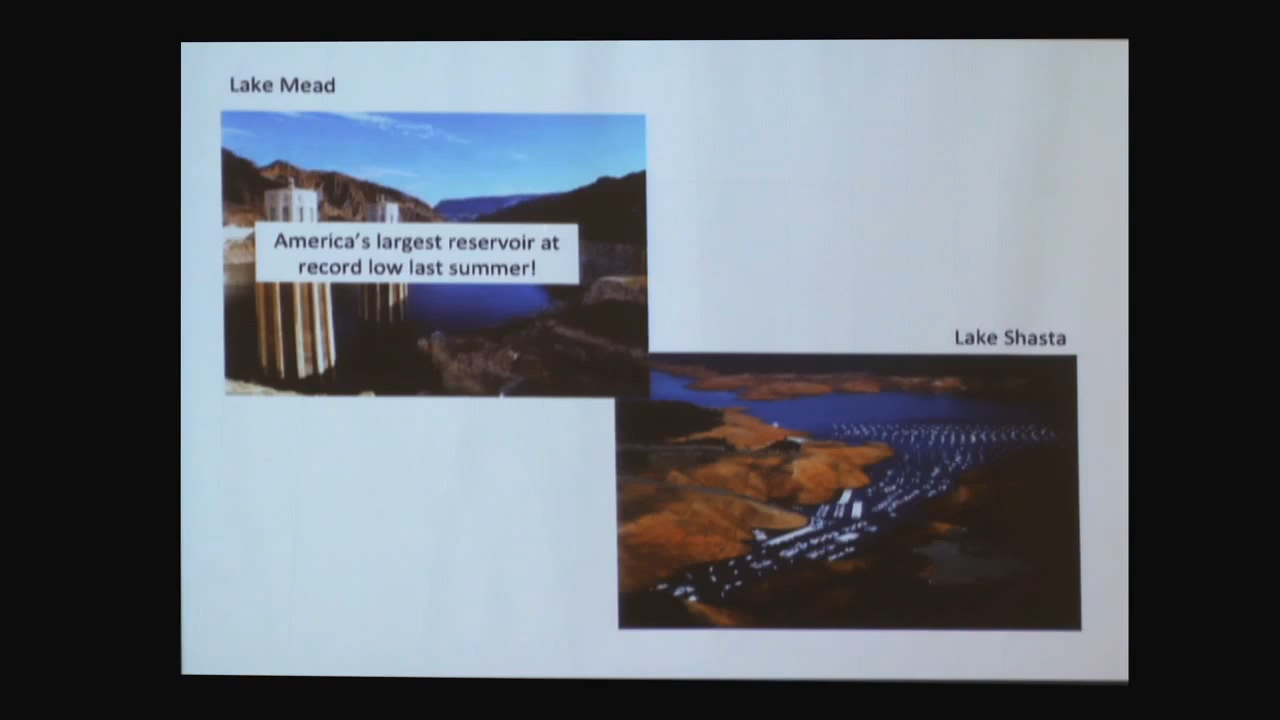 Lake Mead
America's largest reservoir at
record low last summer!
Lake Shasta